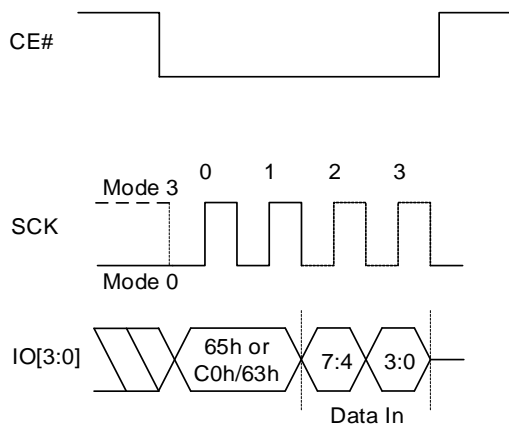 CE#
0 1 2 3
Mode 3
SCK
Mode 0
IO[3:0]
65h or
C0h/63h
7:4
3:0
Data In